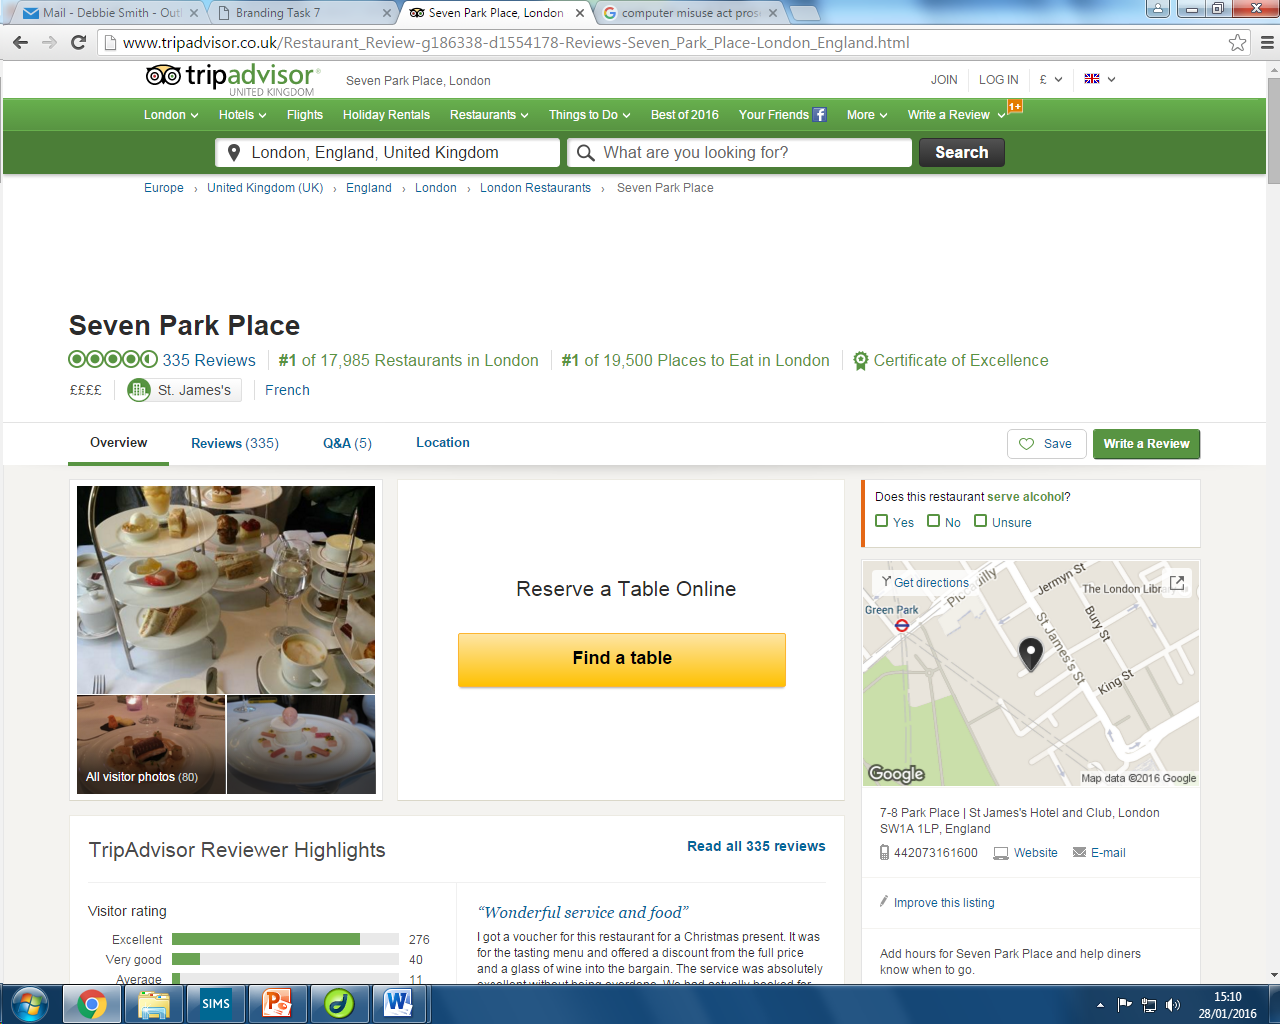 Mail - Debbie Smith - Out
Branding Task 7
Seven Park Place, London
computer misuse act pros
www.tripadvisor.co.uk/Restaurant_Review-g186338-d1554178-Reviews-Seven_Park_Place-London_England.html
tripadvisor
UNITED KINGDOM
Seven Park Place, London
JOIN LOG IN £
London Hotels Flights Holiday Rentals Restaurants Things to Do Best of 2016 Your Friends f More Write a Review 1+
London, England, United Kingdom What are you looking for? Search
Europe › United Kingdom (UK) › England › London › London Restaurants › Seven Park Place
Seven Park Place
335 Reviews #1 of 17,985 Restaurants in London #1 of 19,500 Places to Eat in London Certificate of Excellence
££££ St. James's French
Overview Reviews (335) Q&A (5) Location Save Write a Review
All visitor photos (80)
Reserve a Table Online
Find a table
Does this restaurant serve alcohol?
Yes No Unsure
Get directions
Jermyn St
The London Library
Green Park
Bury St
St James's St
King St
Google
Map data ©2016 Google
7-8 Park Place | St James's Hotel and Club, London
SW1A 1LP, England
442073161600 Website E-mail
Improve this listing
Add hours for Seven Park Place and help diners
know when to go.
TripAdvisor Reviewer Highlights Read all 335 reviews
Visitor rating
Excellent 276
Very good 40
Average 11
“Wonderful service and food”
I got a voucher for this restaurant for a Christmas present. It was
for the tasting menu and offered a discount from the full price
and a glass of wine into the bargain. The service was absolutely
SIMS
15:10
28/01/2016